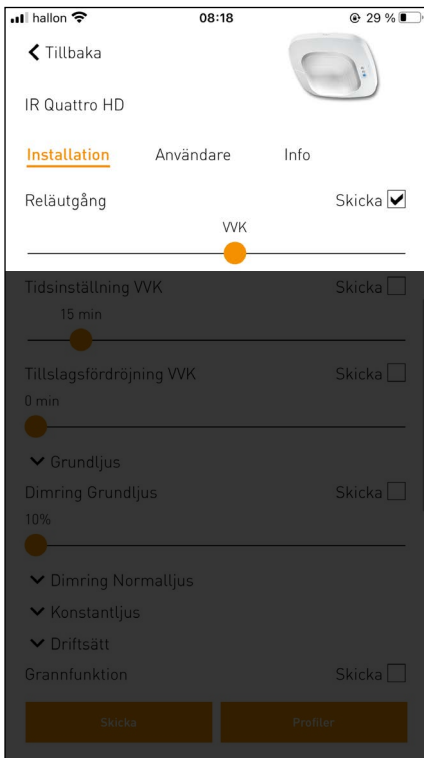 hallon 08:18 29 %
Tillbaka
IR Quattro HD
Installation Användare Info
Reläutgång Skicka
VVK
Tidsinställning VVK Skicka
15 min
Tillslagsfördröjning VVK Skicka
0 min
Grundljus
Dimring Grundljus Skicka
10%
Dimring Normalljus
Konstantljus
Driftsätt
Grannfunktion Skicka
Skicka Profiler